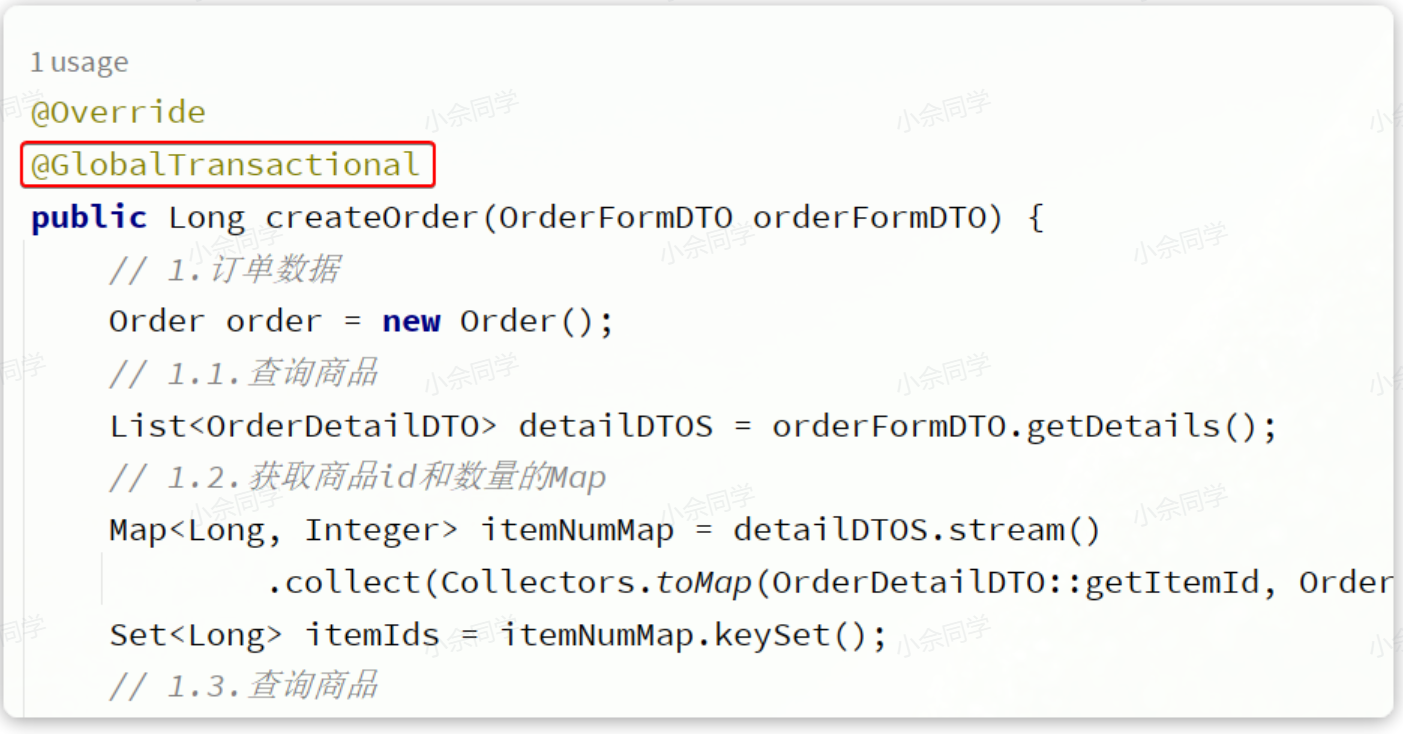 1 usage
@Override
@GlobalTransactional
public Long createOrder(OrderFormDTO orderFormDTO) {
// 1.订单数据
Order order = new Order();
// 1.1.查询商品
List<OrderDetailDTO> detailDTOS = orderFormDTO.getDetails();
// 1.2.获取商品id和数量的Map
Map<Long, Integer> itemNumMap = detailDTOS.stream()
.collect(Collectors.toMap(OrderDetailDTO::getItemId, Order
Set<Long> itemIds = itemNumMap.keySet();
// 1.3.查询商品
小余同学